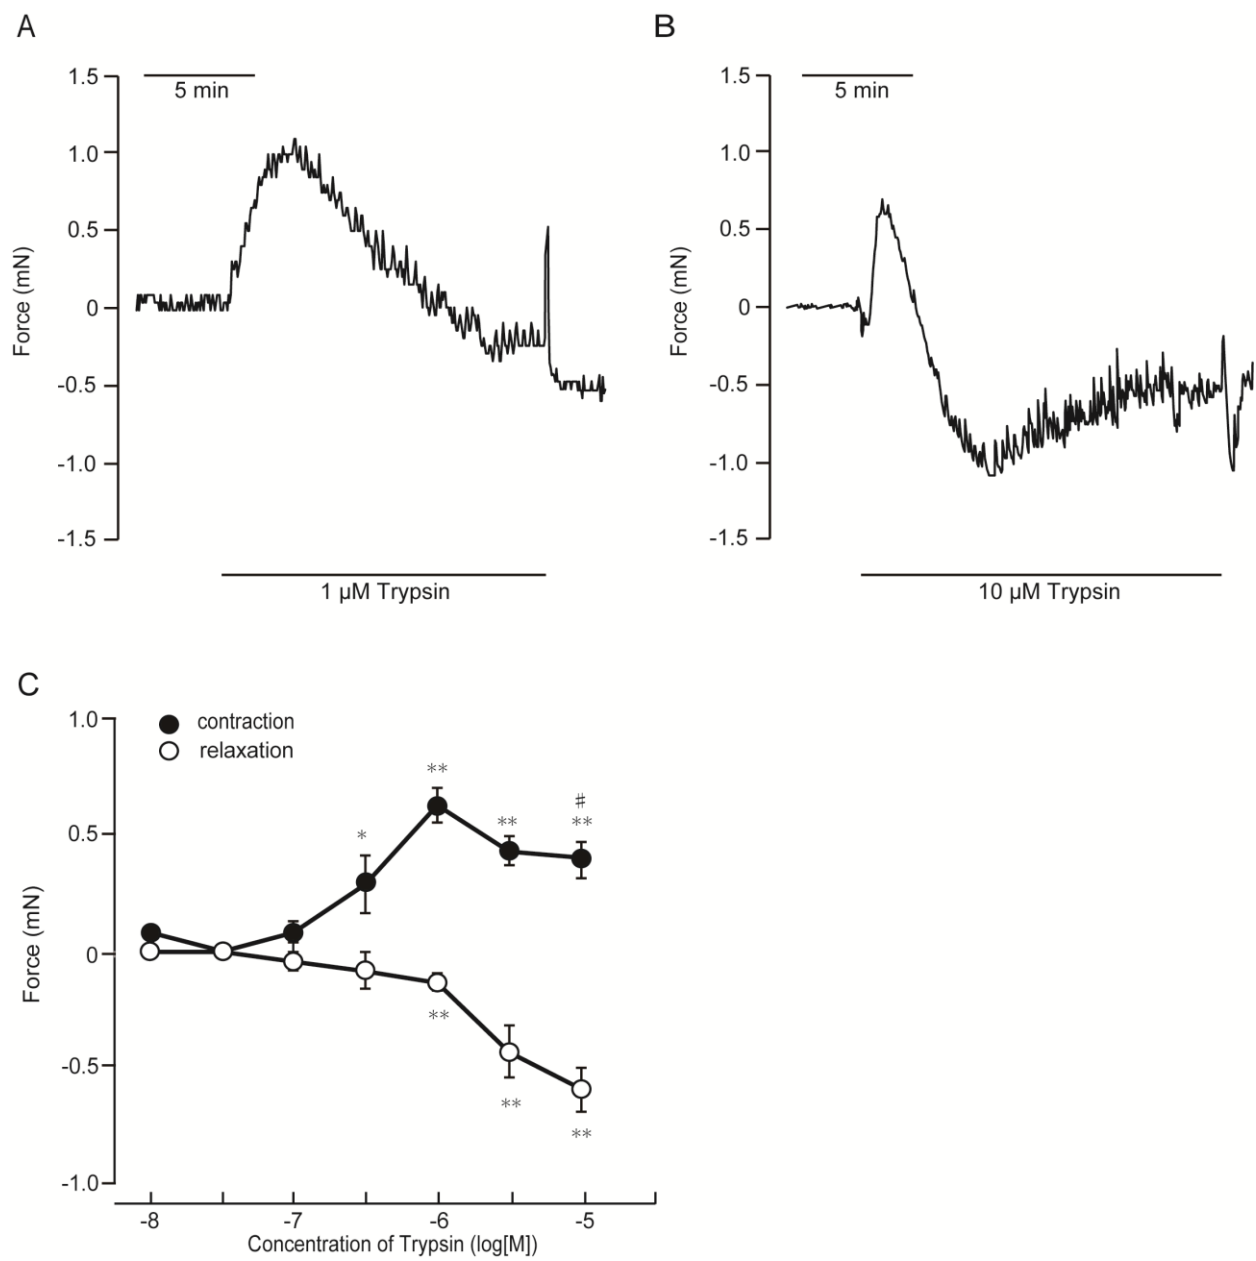 A
1.5
1.0
0.5
0
-0.5
-1.0
-1.5
Force (mN)
5 min
1 µM Trypsin
B
1.5
1.0
0.5
0
-0.5
-1.0
-1.5
Force (mN)
5 min
10 µM Trypsin
C
1.0
0.5
0
-0.5
-1.0
Force (mN)
contraction
relaxation
*
**
**
#
**
**
**
**
-8
-7
-6
-5
Concentration of Trypsin (log[M])